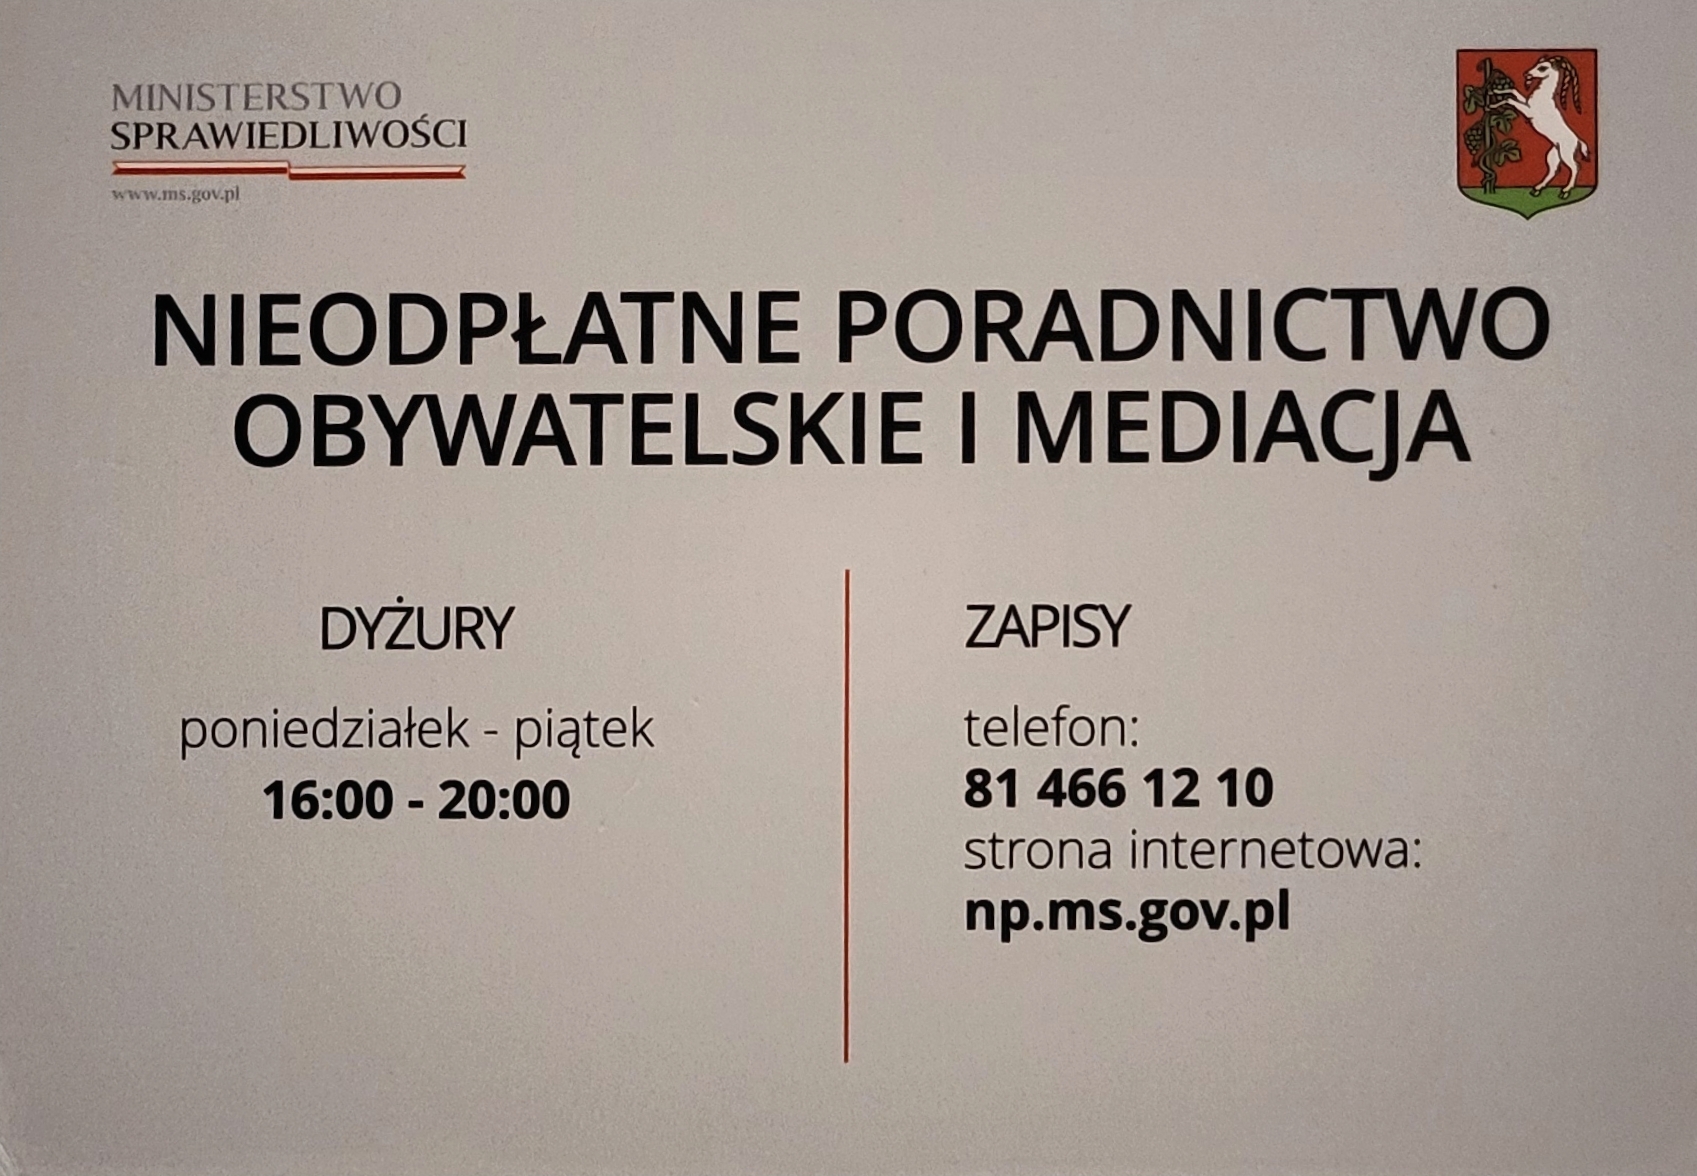 MINISTERSTWO
SPRAWIEDLIWOŚCI
www.ms.gov.pl
NIEODPŁATNE PORADNICTWO
OBYWATELSKIE I MEDIACJA
DYŻURY
poniedziałek - piątek
16:00 - 20:00
ZAPISY
telefon:
81 466 12 10
strona internetowa:
np.ms.gov.pl